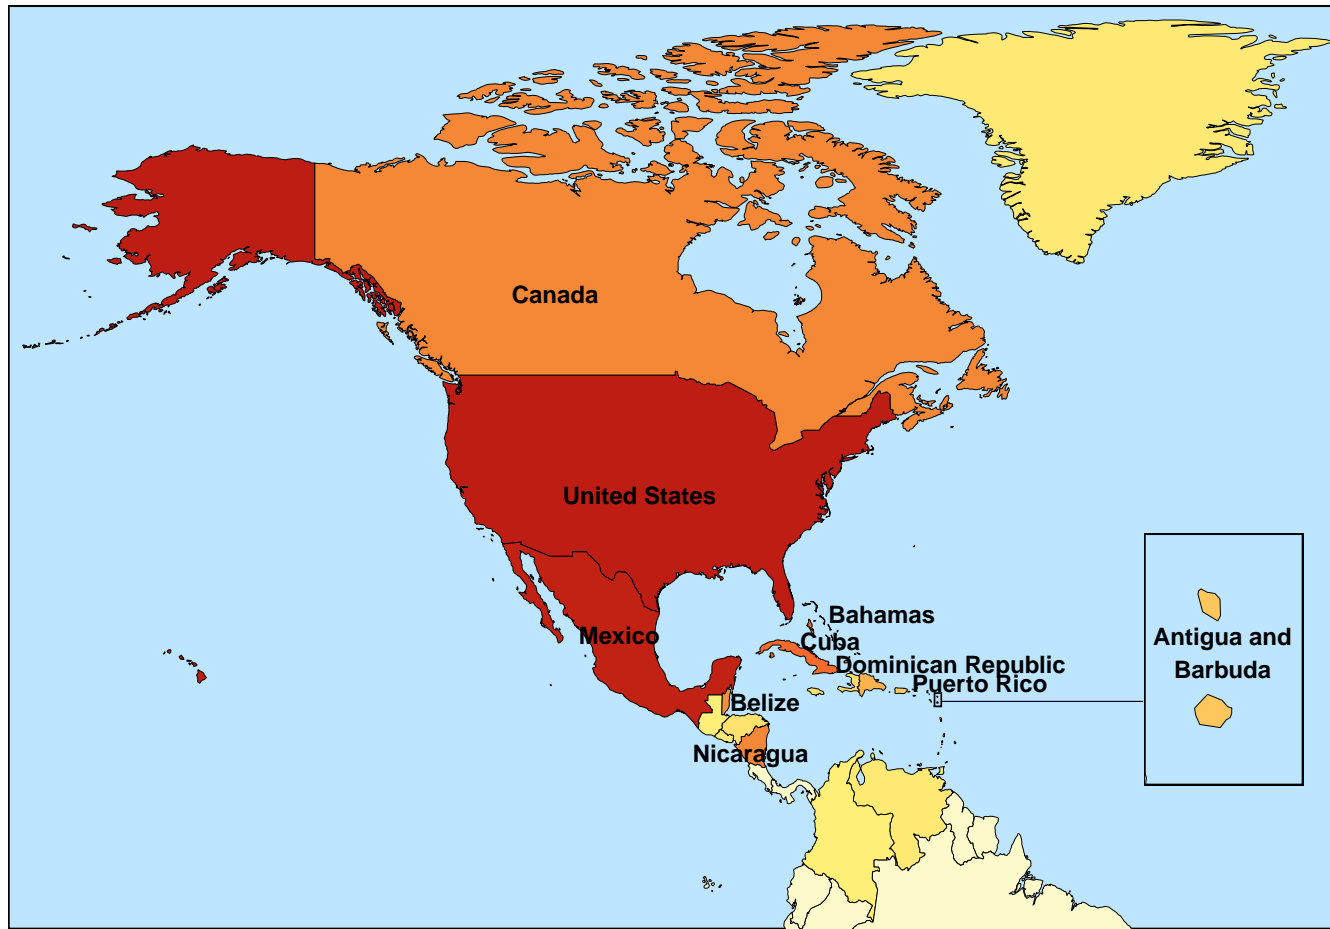 Canada
United States
Mexico
Bahamas
Cuba
Dominican Republic
Puerto Rico
Belize
Nicaragua
Antigua and
Barbuda